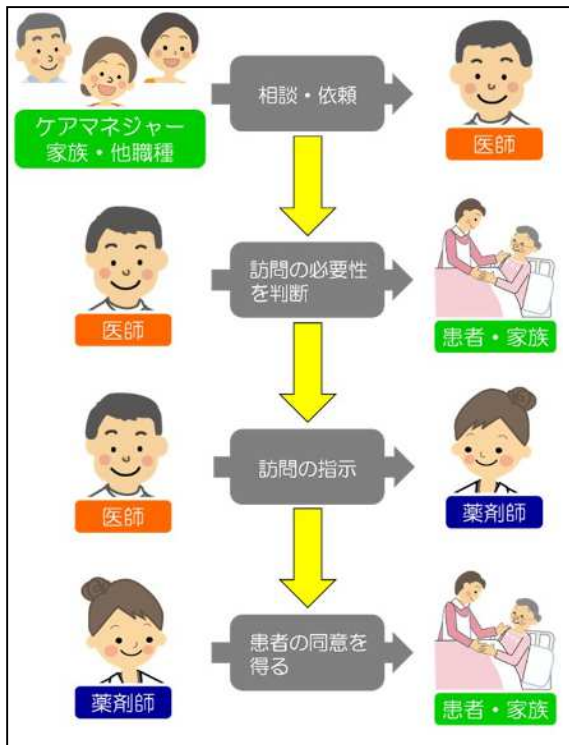 相談・依頼
ケアマネジャー
家族・他職種
医師
訪問の必要性
を判断
医師
患者・家族
訪問の指示
医師
薬剤師
患者の同意を
得る
薬剤師
患者・家族